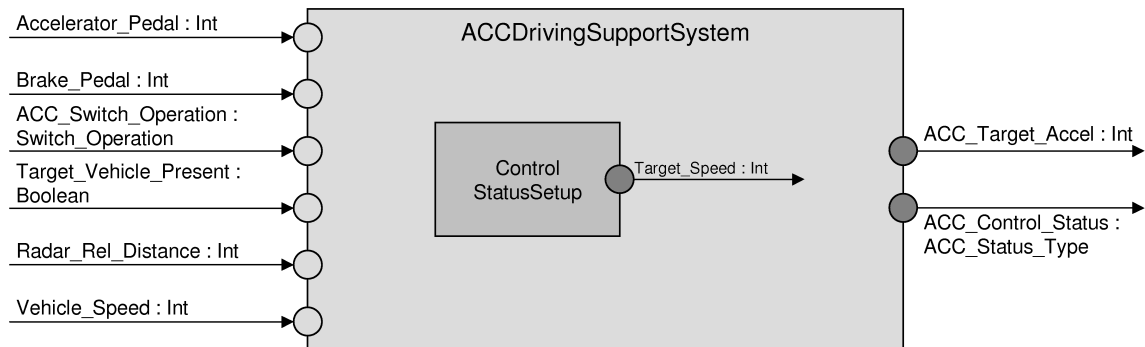 Accelerator_Pedal : Int
Brake_Pedal : Int
ACC_Switch_Operation :
Switch_Operation
Target_Vehicle_Present :
Boolean
Radar_Rel_Distance : Int
Vehicle_Speed : Int
ACCDrivingSupportSystem
Control
StatusSetup
Target_Speed : Int
ACC_Target_Accel : Int
ACC_Control_Status :
ACC_Status_Type